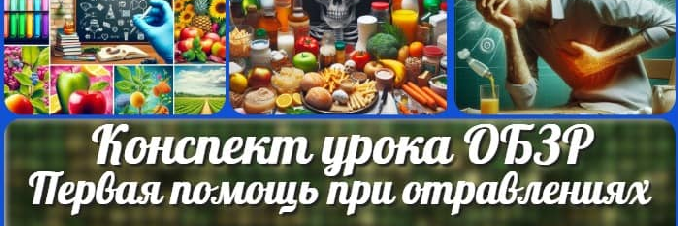 Конспект урока ОБЗР
Первая помощь при отравлениях